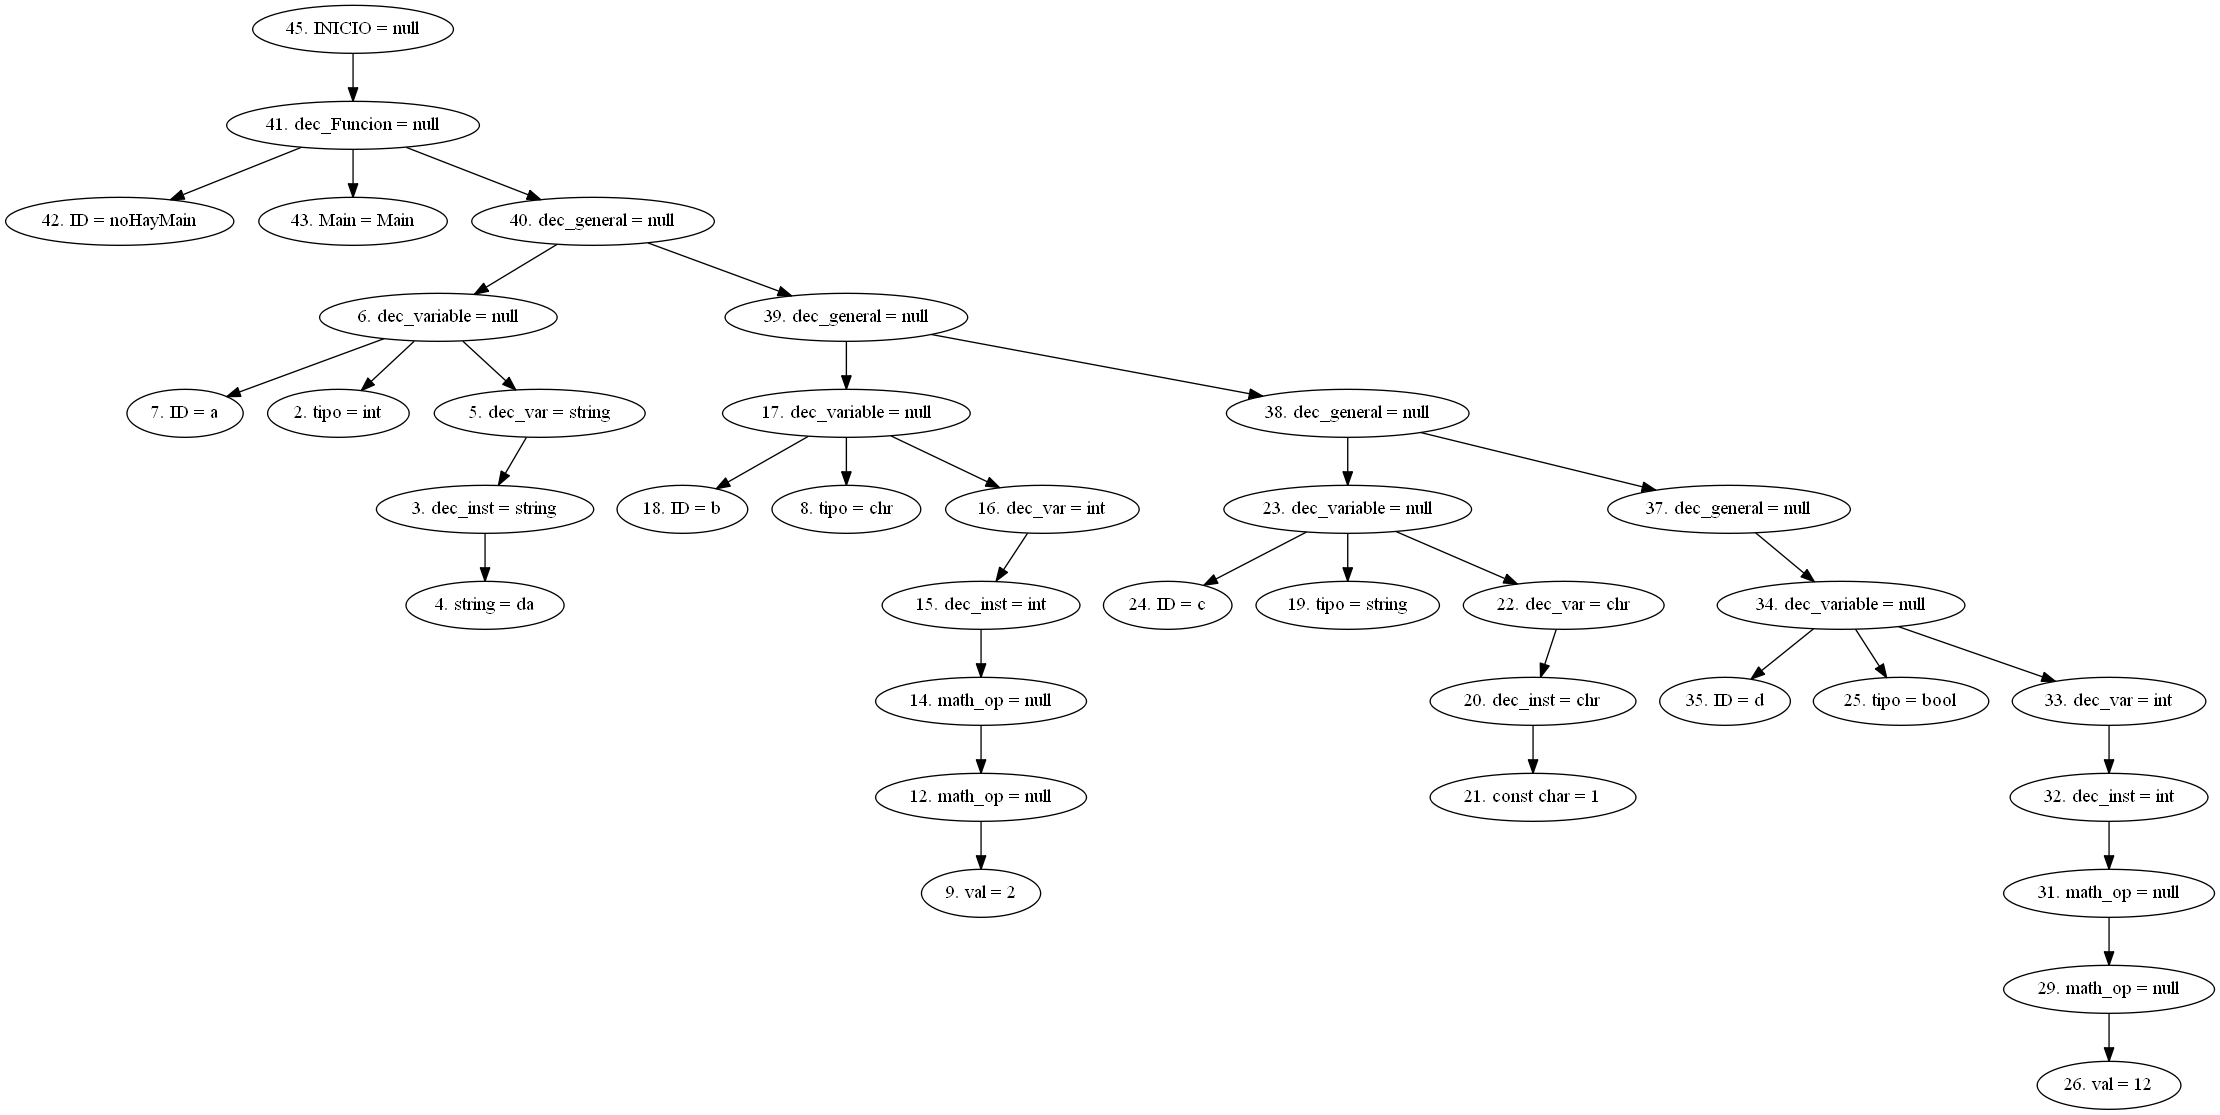 45. INICIO = null
41. dec_Funcion = null
42. ID = noHayMain
43. Main = Main
40. dec_general = null
6. dec_variable = null
39. dec_general = null
7. ID = a
2. tipo = int
5. dec_var = string
17. dec_variable = null
38. dec_general = null
3. dec_inst = string
18. ID = b
8. tipo = chr
16. dec_var = int
23. dec_variable = null
37. dec_general = null
4. string = da
15. dec_inst = int
24. ID = c
19. tipo = string
22. dec_var = chr
34. dec_variable = null
14. math_op = null
20. dec_inst = chr
35. ID = d
25. tipo = bool
33. dec_var = int
12. math_op = null
21. const char = 1
32. dec_inst = int
9. val = 2
31. math_op = null
29. math_op = null
26. val = 12